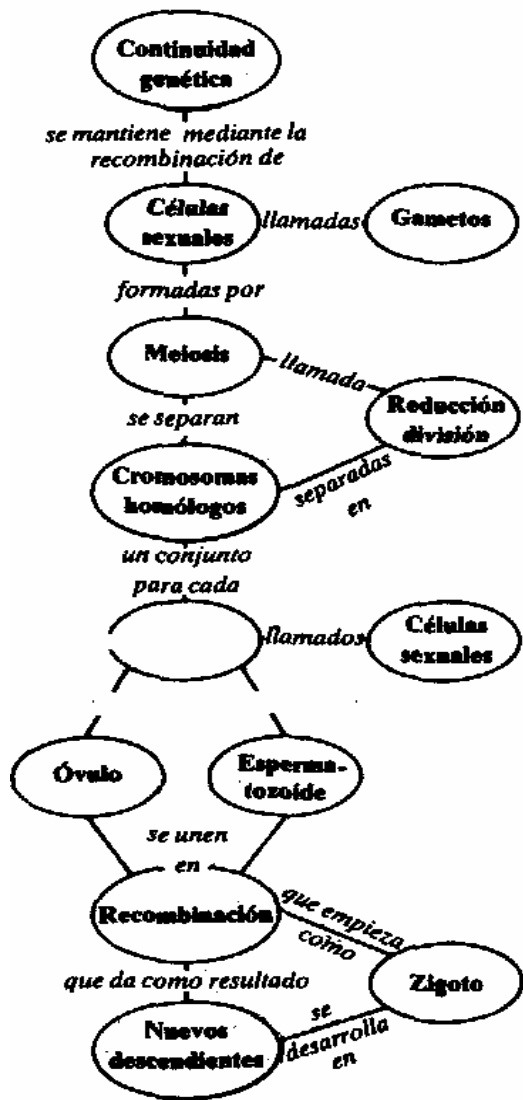 Continuidad
genética
se mantiene mediante la
recombinación de
Células
sexuales
llamadas
Gametos
formadas por
Meiosis
llamada
Reducción
división
se separan
Cromosomas
homólogos
separadas
en
un conjunto
para cada
llamados
Células
sexuales
Óvulo
Esperma-
tozoide
se unen
en
Recombinación
que empieza
como
Zigoto
que da como resultado
se
desarrolla
en
Nuevos
descendientes